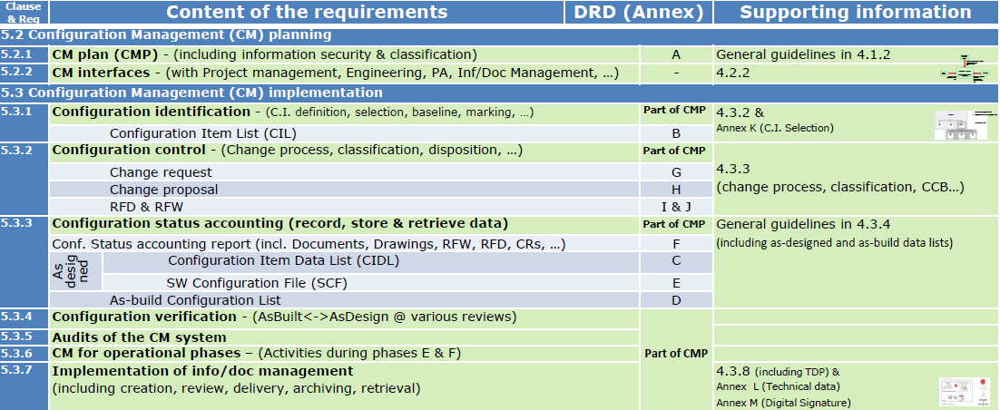 Clause & Req Content of the requirements DRD (Annex) Supporting information
5.2 Configuration Management (CM) planning
5.2.1 CM plan (CMP) - (including information security & classification) A General guidelines in 4.1.2
5.2.2 CM interfaces - (with Project management, Engineering, PA, Inf/Doc Management, …) - 4.2.2
5.3 Configuration Management (CM) implementation
5.3.1 Configuration identification - (C.I. definition, selection, baseline, marking, …) Part of CMP 4.3.2 &
Annex K (C.I. Selection)
Configuration Item List (CIL) B
5.3.2 Configuration control - (Change process, classification, disposition, …) Part of CMP
Change request G 4.3.3
Change proposal H (change process, classification, CCB…)
RFD & RFW I & J
5.3.3 Configuration status accounting (record, store & retrieve data) Part of CMP General guidelines in 4.3.4
Conf. Status accounting report (incl. Documents, Drawings, RFW, RFD, CRs, …) F (including as-designed and as-build data lists)
As desig ned Configuration Item Data List (CIDL) C
SW Configuration File (SCF) E
As-build Configuration List D
5.3.4 Configuration verification - (AsBuilt<->AsDesign @ various reviews)
5.3.5 Audits of the CM system
5.3.6 CM for operational phases – (Activities during phases E & F) Part of CMP
5.3.7 Implementation of info/doc management 4.3.8 (including TDP) &
(including creation, review, delivery, archiving, retrieval) Annex L (Technical data)
Annex M (Digital Signature)